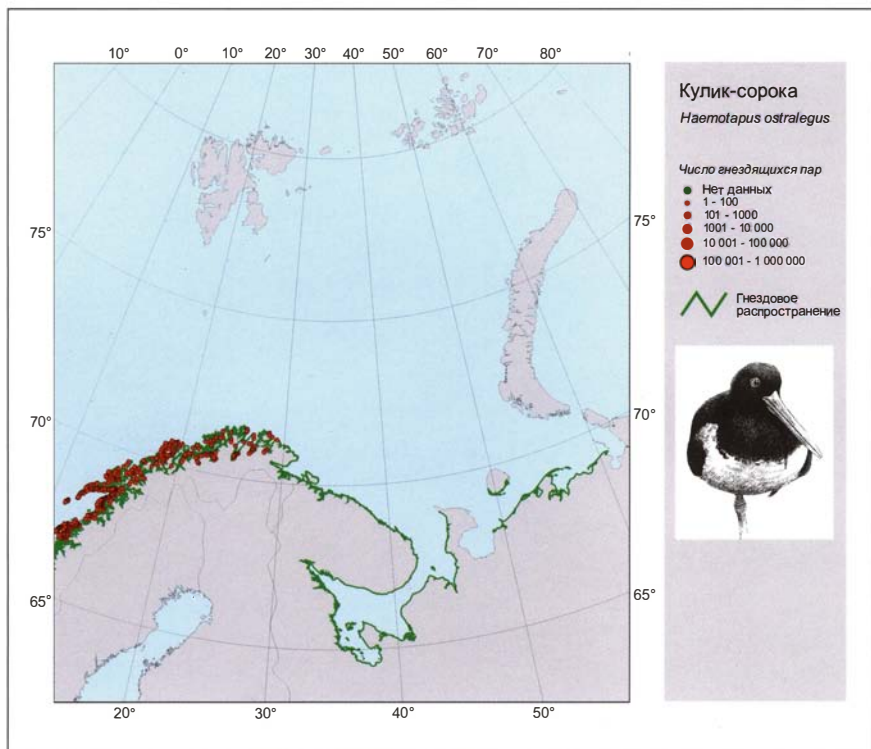 10° 0° 10° 20° 30° 40° 50° 60° 70° 80°
75° 75°
70° 70°
65° 65°
20° 30° 40° 50°
Кулик-сорока
Haemotapus ostralegus
Число гнездящихся пар
Нет данных
1 - 100
101 - 1000
1001 - 10 000
10 001 - 100 000
100 001 - 1 000 000
Гнездовое
распространение